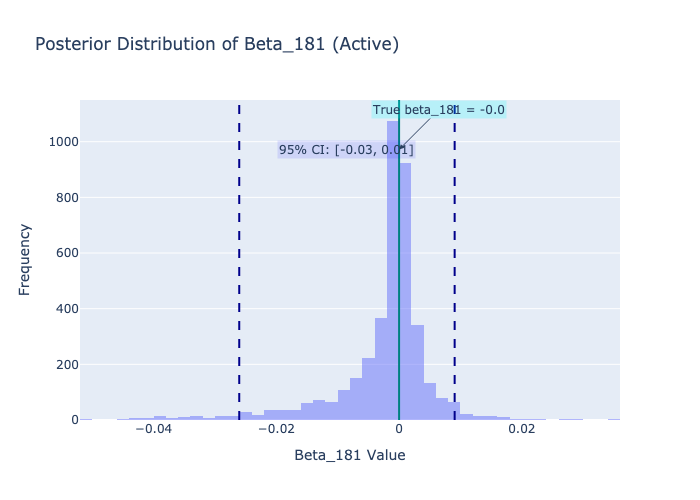 Posterior Distribution of Beta_181 (Active)
True beta_181 = -0.0
95% CI: [-0.03, 0.01]
1000
800
600
400
200
0
Frequency
−0.04
−0.02
0
0.02
Beta_181 Value